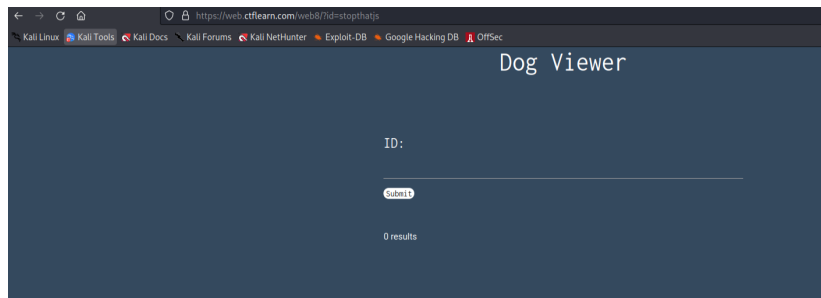 https://web.ctflearn.com/web8/?id=stopthatjs
Kali Linux Kali Tools Kali Docs Kali Forums Kali NetHunter Exploit-DB Google Hacking DB OffSec
Dog Viewer
ID:
Submit
0 results